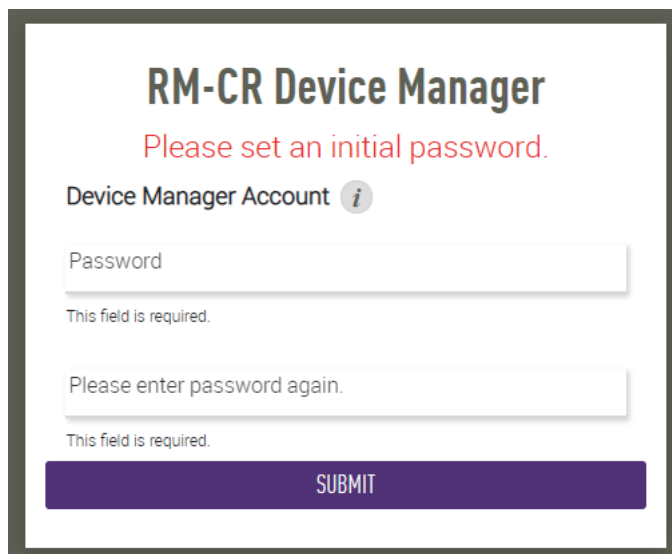 RM-CR Device Manager
Please set an initial password.
Device Manager Account i
Password
This field is required.
Please enter password again.
This field is required.
SUBMIT